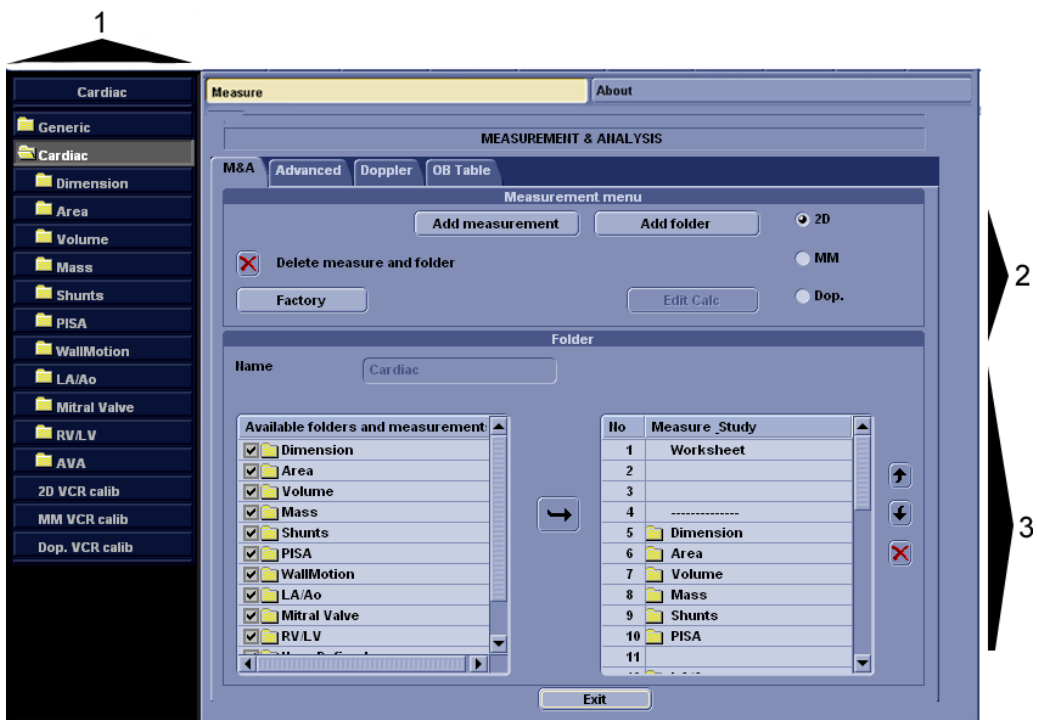 1
Cardiac
Generic
Cardiac
Dimension
Area
Volume
Mass
Shunts
PISA
WallMotion
LA/Ao
Mitral Valve
RV/LV
AVA
2D VCR calib
MM VCR calib
Dop. VCR calib
Measure About
MEASUREMENT & ANALYSIS
M&A Advanced Doppler OB Table
Measurement menu
Add measurement Add folder 2D
Delete measure and folder MM
Factory Edit Calc Dop.
2
Folder
Name Cardiac
Available folders and measurement
Dimension
Area
Volume
Mass
Shunts
PISA
WallMotion
LA/Ao
Mitral Valve
RV/LV
No Measure_Study
1 Worksheet
2
3
4 --------------
5 Dimension
6 Area
7 Volume
8 Mass
9 Shunts
10 PISA
11
3
Exit